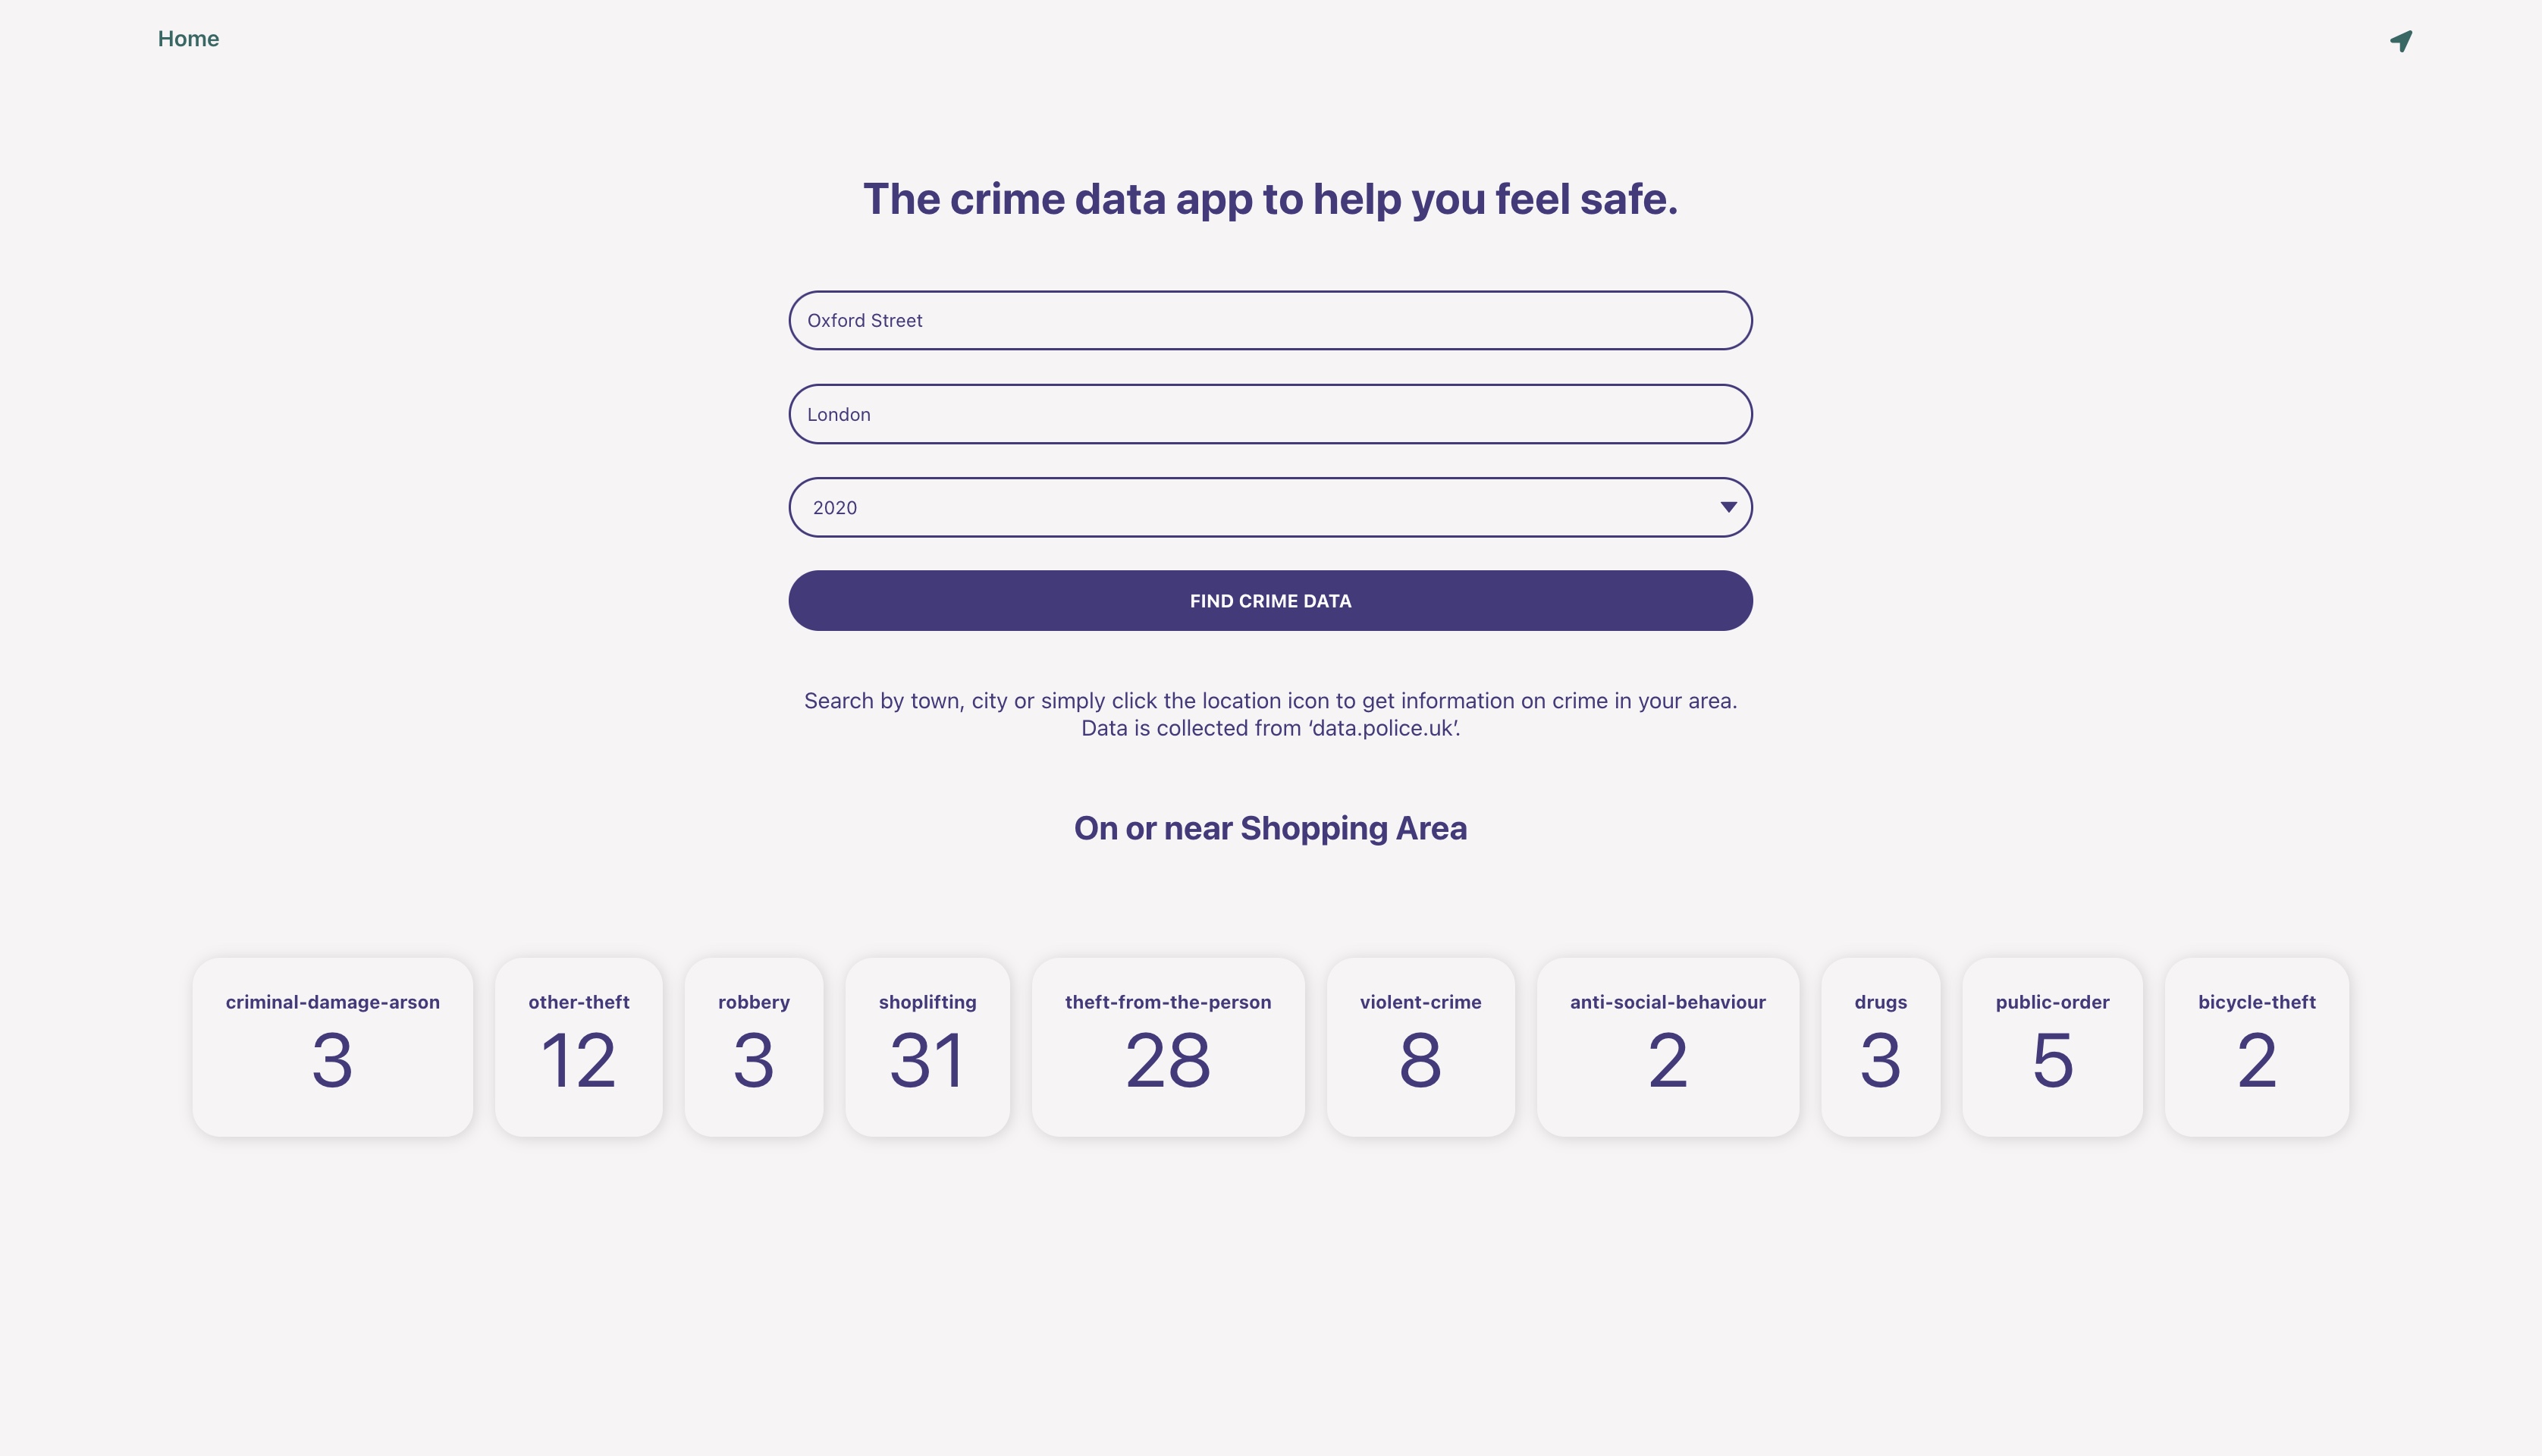 Home
The crime data app to help you feel safe.
Oxford Street
London
2020
FIND CRIME DATA
Search by town, city or simply click the location icon to get information on crime in your area.
Data is collected from ‘data.police.uk’.
On or near Shopping Area
criminal-damage-arson
3
other-theft
12
robbery
3
shoplifting
31
theft-from-the-person
28
violent-crime
8
anti-social-behaviour
2
drugs
3
public-order
5
bicycle-theft
2